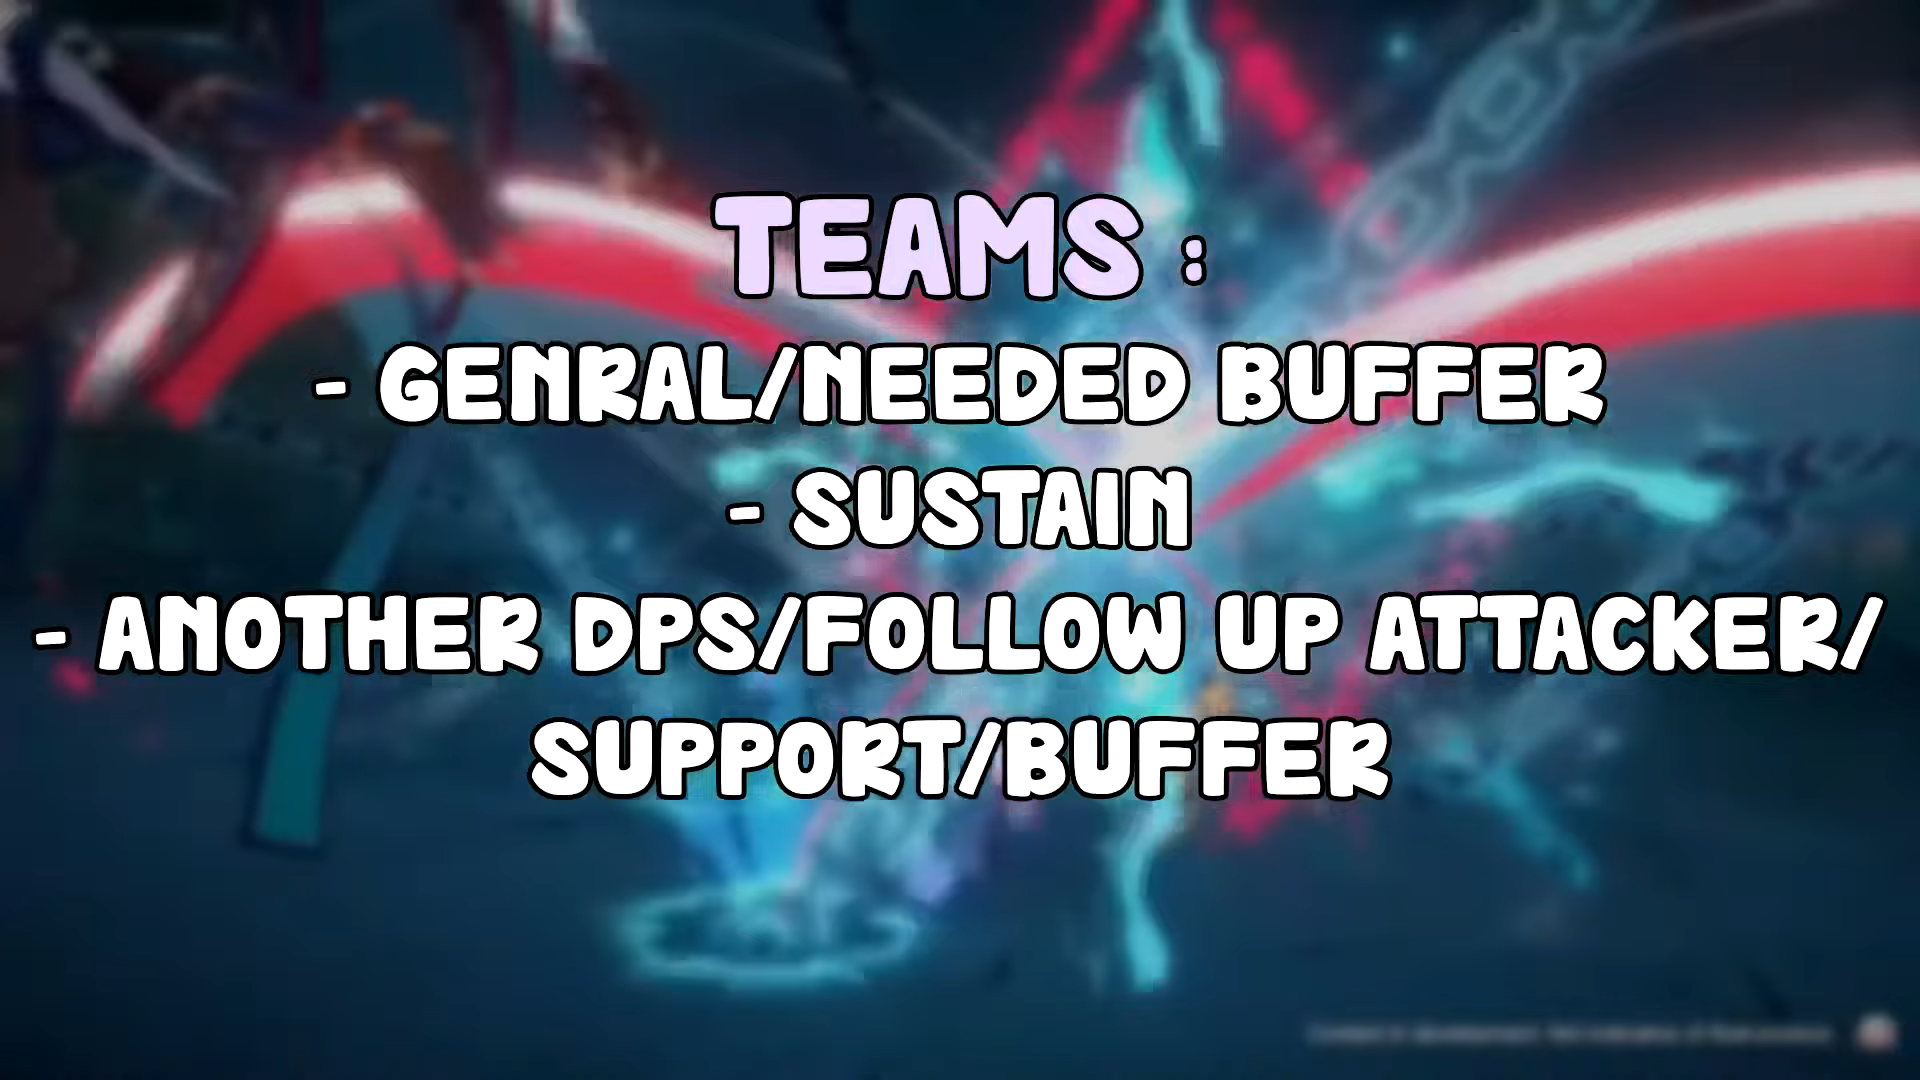 TEAMS :
- GENRAL/NEEDED BUFFER
- SUSTAIN
- ANOTHER DPS/FOLLOW UP ATTACKER/
SUPPORT/BUFFER